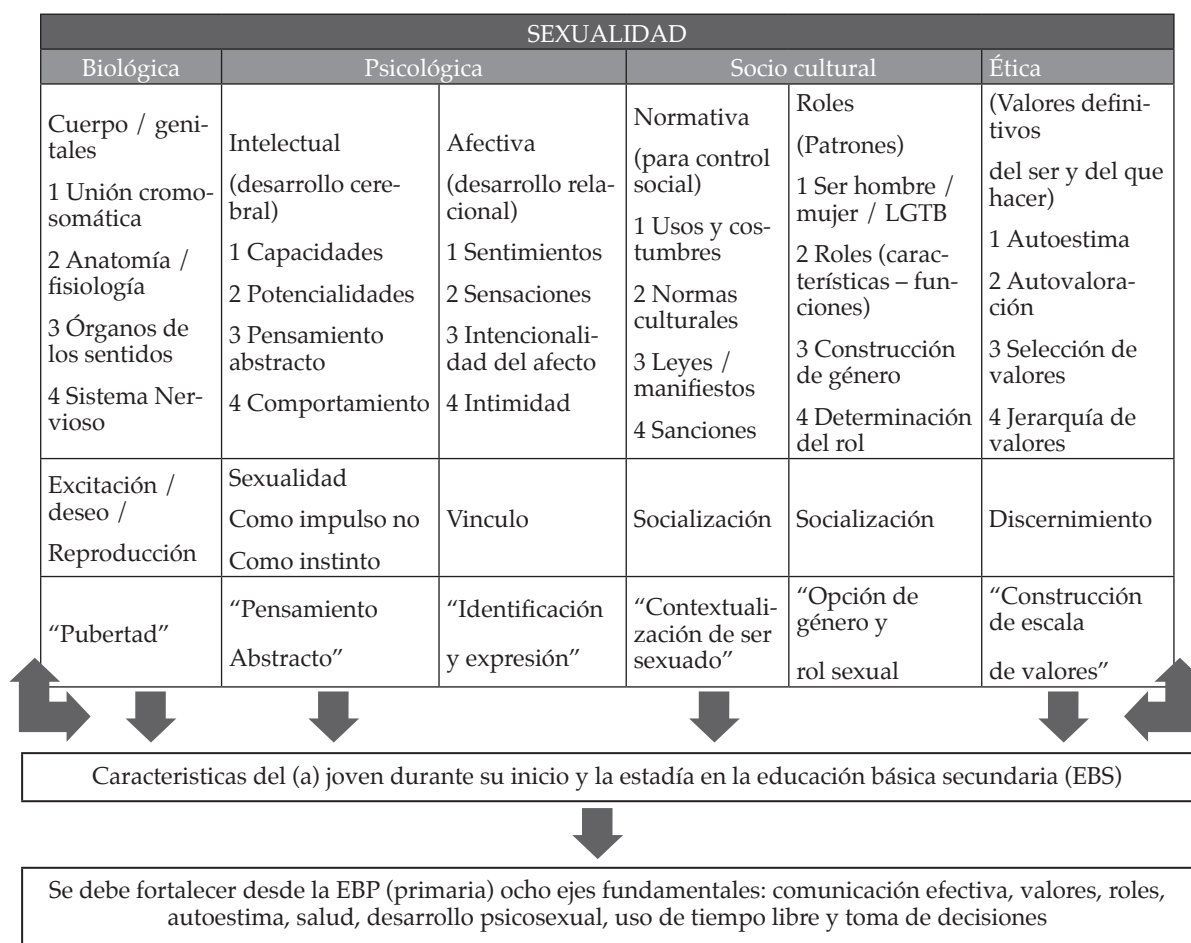 SEXUALIDAD
Biológica
Psicológica
Socio cultural
Ética
Cuerpo / geni-
tales
1 Unión cromo-
somática
2 Anatomía /
fisiología
3 Órganos de
los sentidos
4 Sistema Ner-
vioso
Intelectual
(desarrollo cere-
bral)
1 Capacidades
2 Potencialidades
3 Pensamiento
abstracto
4 Comportamiento
Afectiva
(desarrollo rela-
cional)
1 Sentimientos
2 Sensaciones
3 Intencionali-
dad del afecto
4 Intimidad
Normativa
(para control
social)
1 Usos y cos-
tumbres
2 Normas
culturales
3 Leyes /
manifiestos
4 Sanciones
Roles
(Patrones)
1 Ser hombre /
mujer / LGTB
2 Roles (carac-
terísticas – fun-
ciones)
3 Construcción
de género
4 Determinación
del rol
(Valores defini-
tivos
del ser y del que
hacer)
1 Autoestima
2 Autovalora-
ción
3 Selección de
valores
4 Jerarquía de
valores
Excitación /
deseo /
Reproducción
Sexualidad
Como impulso no
Como instinto
Vinculo
Socialización
Socialización
Discernimiento
“Pubertad”
“Pensamiento
Abstracto”
“Identificación
y expresión”
“Contextuali-
zación de ser
sexuado”
“Opción de
género y
rol sexual
“Construcción
de escala
de valores”
Caracteristicas del (a) joven durante su inicio y la estadía en la educación básica secundaria (EBS)
Se debe fortalecer desde la EBP (primaria) ocho ejes fundamentales: comunicación efectiva, valores, roles,
autoestima, salud, desarrollo psicosexual, uso de tiempo libre y toma de decisiones